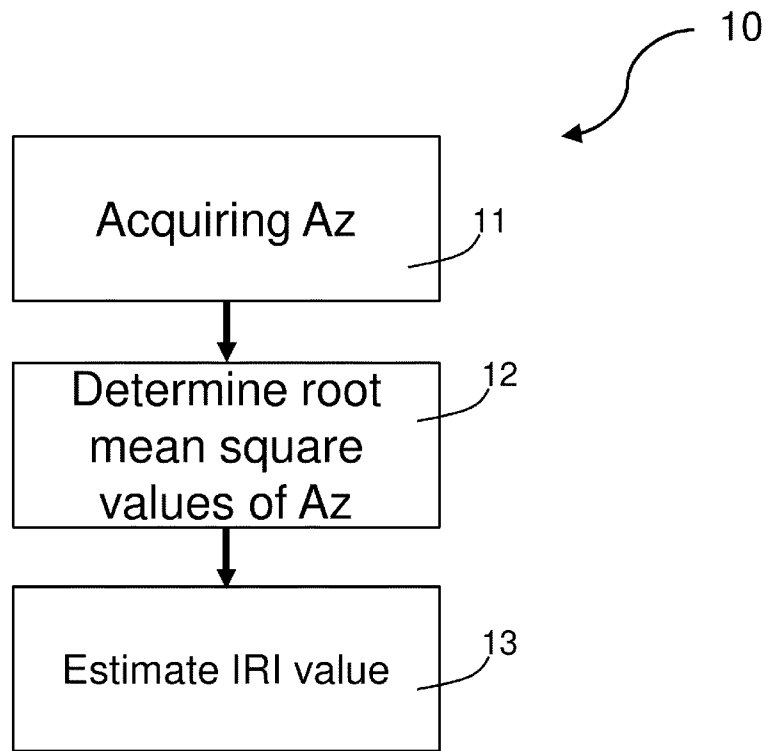 10
Acquiring Az
11
Determine root
mean square
values of Az
12
Estimate IRI value
13